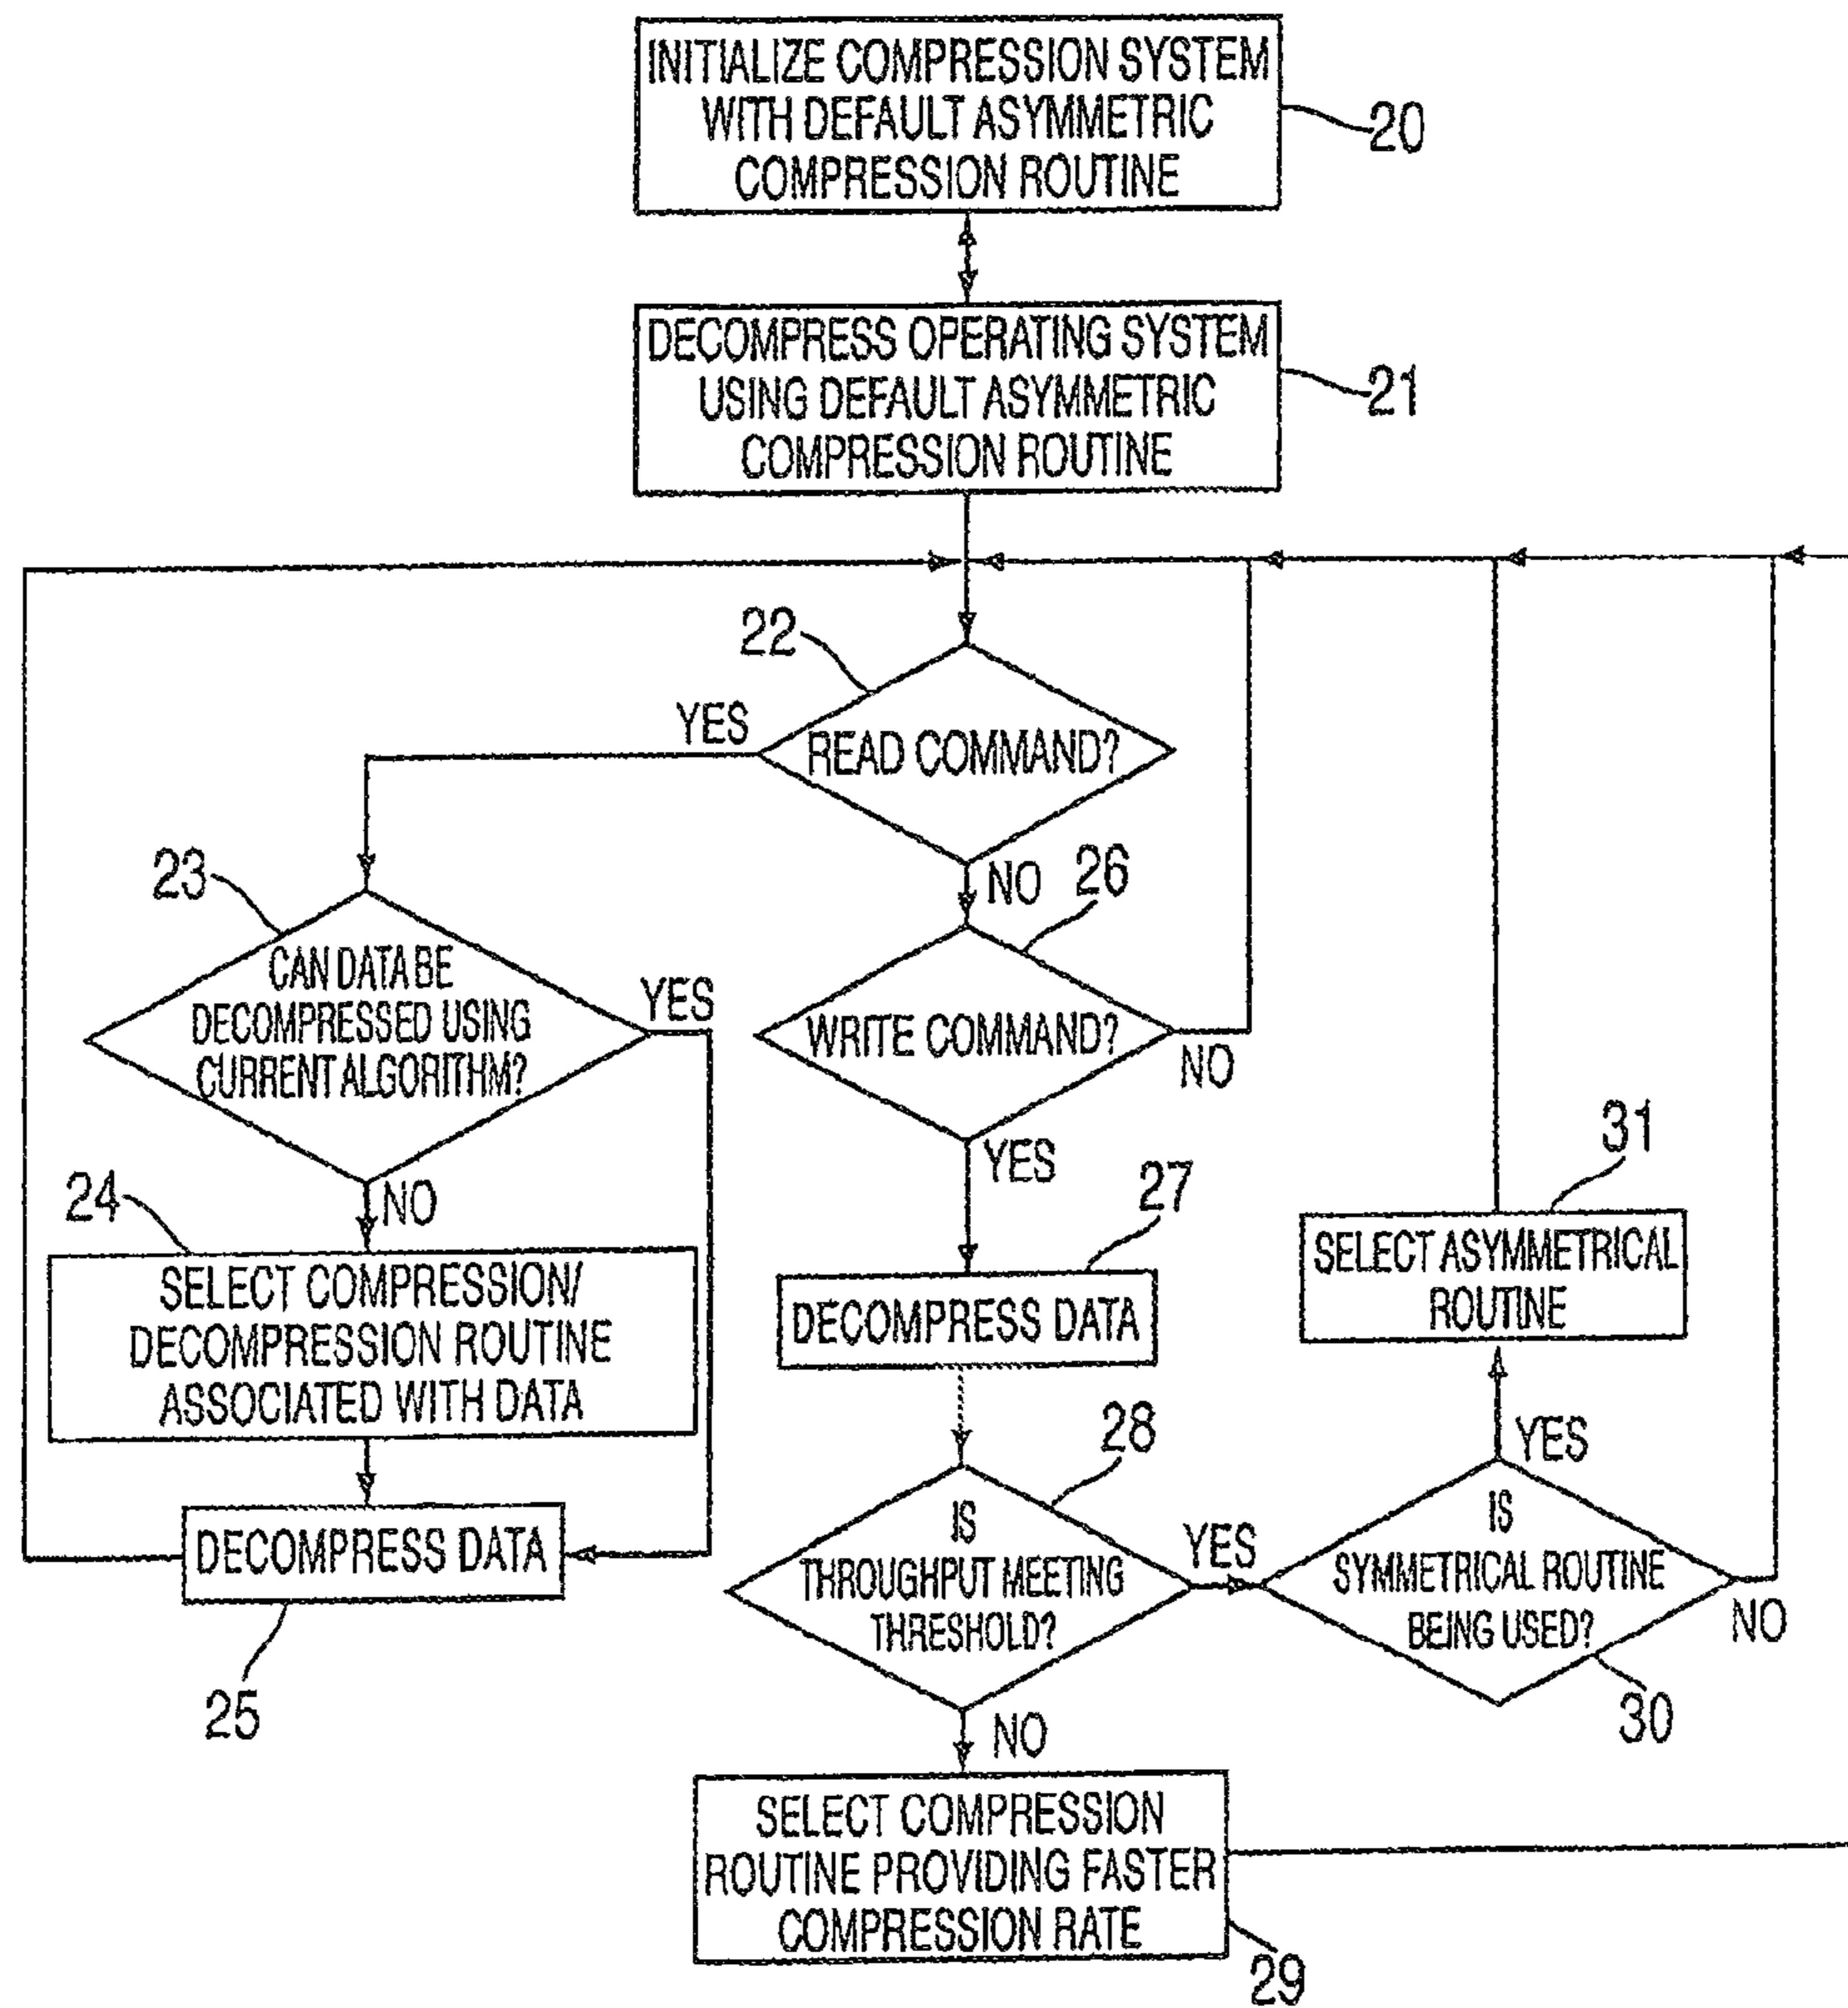 INITIALIZE COMPRESSION SYSTEM
WITH DEFAULT ASYMMETRIC
COMPRESSION ROUTINE
20
DECOMPRESS OPERATING SYSTEM
USING DEFAULT ASYMMETRIC
COMPRESSION ROUTINE
21
22
YES
READ COMMAND?
NO
23
CAN DATA BE
DECOMPRESSED USING
CURRENT ALGORITHM?
YES
NO
24
SELECT COMPRESSION/
DECOMPRESSION ROUTINE
ASSOCIATED WITH DATA
DECOMPRESS DATA
25
26
WRITE COMMAND?
NO
YES
27
DECOMPRESS DATA
28
IS
THROUGHPUT MEETING
THRESHOLD?
YES
NO
SELECT COMPRESSION
ROUTINE PROVIDING FASTER
COMPRESSION RATE
29
31
SELECT ASYMMETRICAL
ROUTINE
YES
IS
SYMMETRICAL ROUTINE
BEING USED?
NO
30